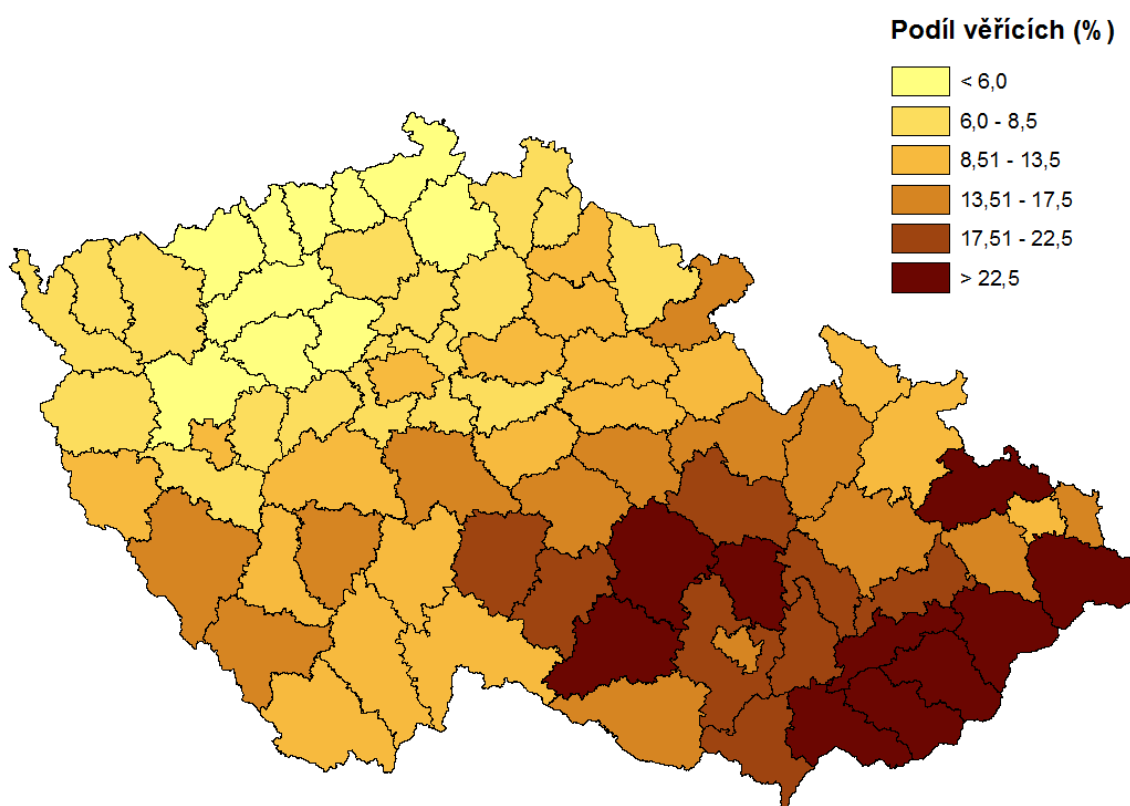 Podíl věřících (%)
< 6,0
6,0 - 8,5
8,51 - 13,5
13,51 - 17,5
17,51 - 22,5
> 22,5